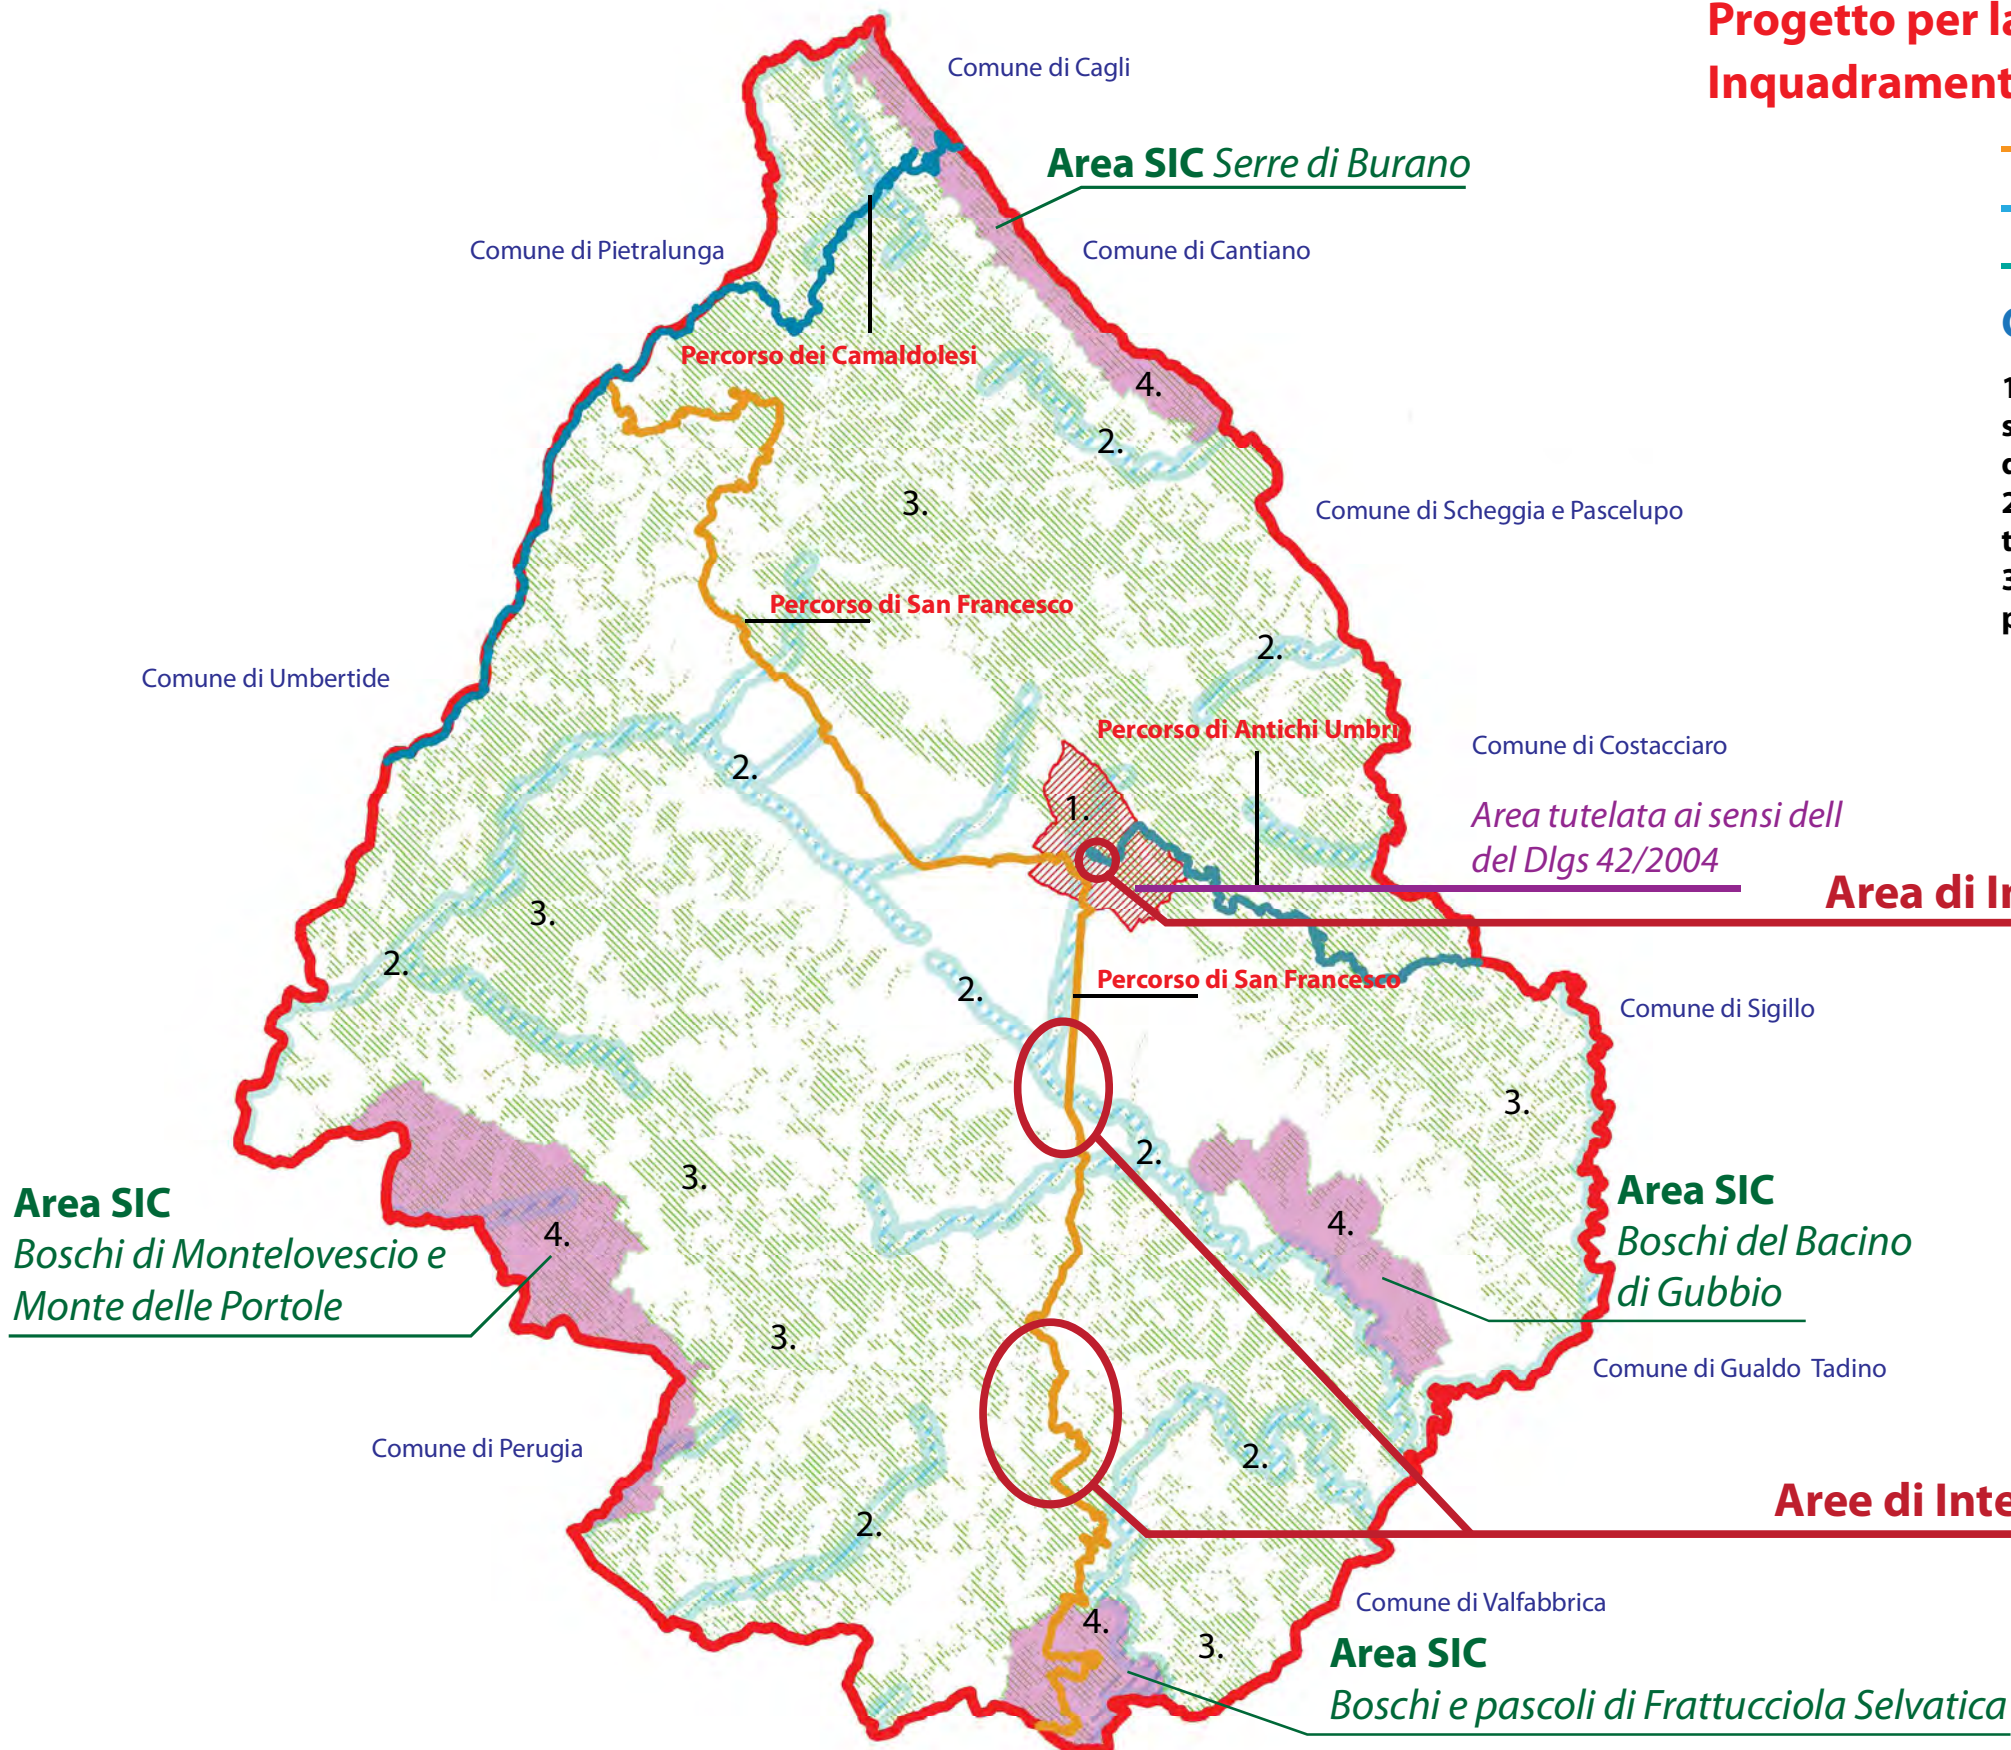 Progetto per la
Inquadrament
Comune di Cagli
Area SIC Serre di Burano
Comune di Pietralunga
Comune di Cantiano
Percorso dei Camaldolesi
4.
2.
3.
Comune di Scheggia e Pascelupo
1
s
2
t
3
p
Percorso di San Francesco
2.
Comune di Umbertide
Percorso di Antichi Umbri
Comune di Costacciaro
2.
1.
Area tutelata ai sensi dell
del Dlgs 42/2004
Area di In
3.
2.
2.
Percorso di San Francesco
Comune di Sigillo
3.
2.
3.
Area SIC
Boschi di Montelovescio e
Monte delle Portole
4.
4.
Area SIC
Boschi del Bacino
di Gubbio
3.
Comune di Gualdo Tadino
Comune di Perugia
2.
2.
Aree di Inte
Comune di Valfabbrica
4.
3.
Area SIC
Boschi e pascoli di Frattucciola Selvatica